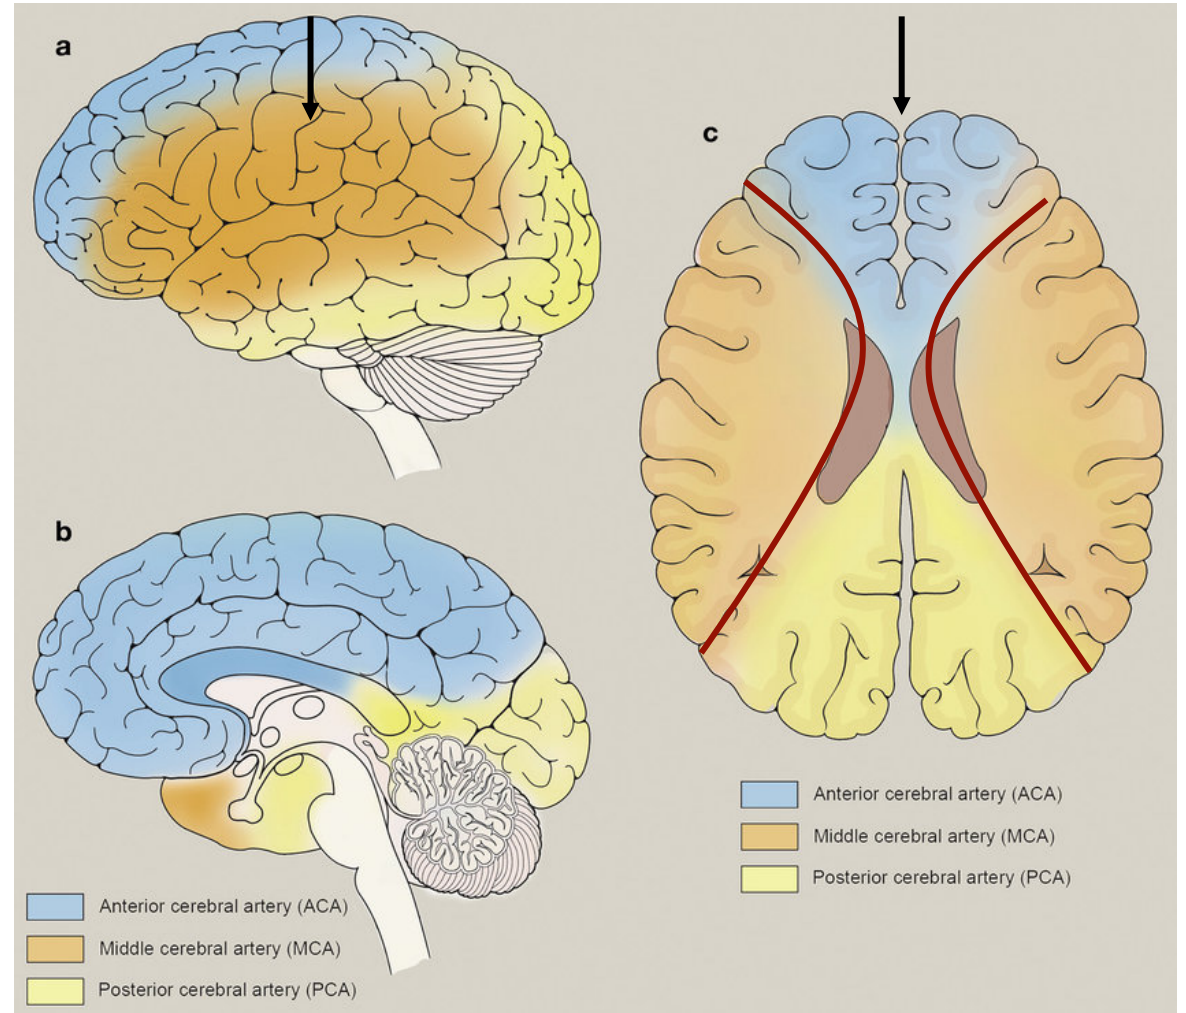 a
b
Anterior cerebral artery (ACA)
Middle cerebral artery (MCA)
Posterior cerebral artery (PCA)
c
Anterior cerebral artery (ACA)
Middle cerebral artery (MCA)
Posterior cerebral artery (PCA)